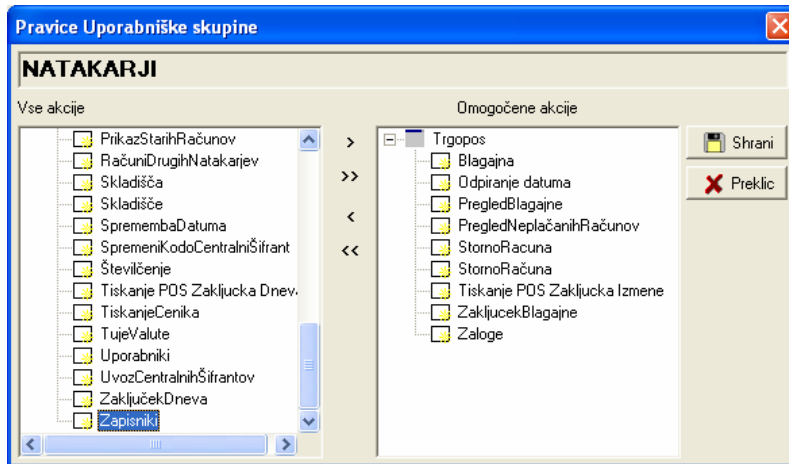 Pravice Uporabniške skupine
NATAKARJI
Vse akcije
PrikazStarihRačunov
RačuniDrugihNatakarjev
Skladišča
Skladišče
SpremembaDatuma
SpremeniKodoCentralniŠifrant
Številčenje
Tiskanje POS Zakljucka Dneva
TiskanjeCenika
TujeValute
Uporabniki
UvozCentralnihŠifrantov
ZaključekDneva
Zapisniki
>
>>
<
<<
Omogočene akcije
Trgopos
Blagajna
Odpiranje datuma
PregledBlagajne
PregledNeplačanihRačunov
StornoRacuna
StornoRačuna
Tiskanje POS Zakljucka Izmene
ZakljucekBlagajne
Zaloge
Shrani
Preklic